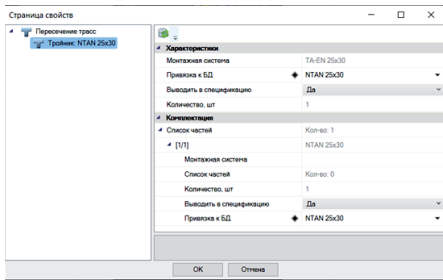 Страница свойств
Пересечение трасс
Тройник: NTAN 25x30
Характеристики
Монтажная система TA-EN 25x30
Привязка к БД NTAN 25x30
Выводить в спецификацию Да
Количество, шт 1
Комплектация
Список частей Кол-во: 1
[1/1] NTAN 25x30
Монтажная система
Список частей Кол-во: 0
Количество, шт 1
Выводить в спецификацию Да
Привязка к БД NTAN 25x30
OK Отмена